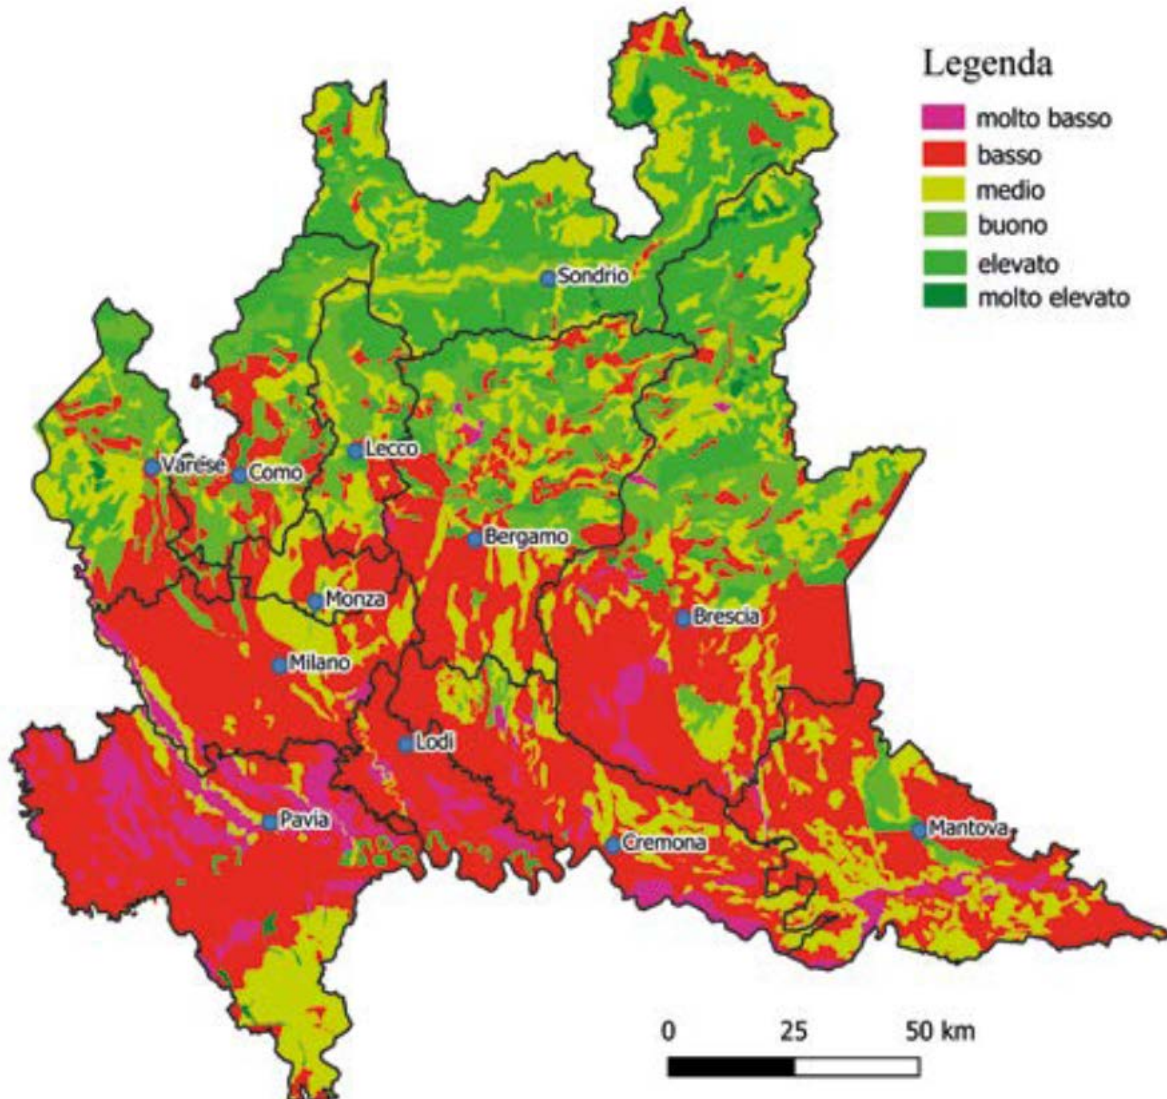 Legenda
molto basso
basso
medio
buono
elevato
molto elevato
Sondrio
Varese
Como
Lecco
Bergamo
Monza
Brescia
Milano
Lodi
Pavia
Cremona
Mantova
0 25 50 km